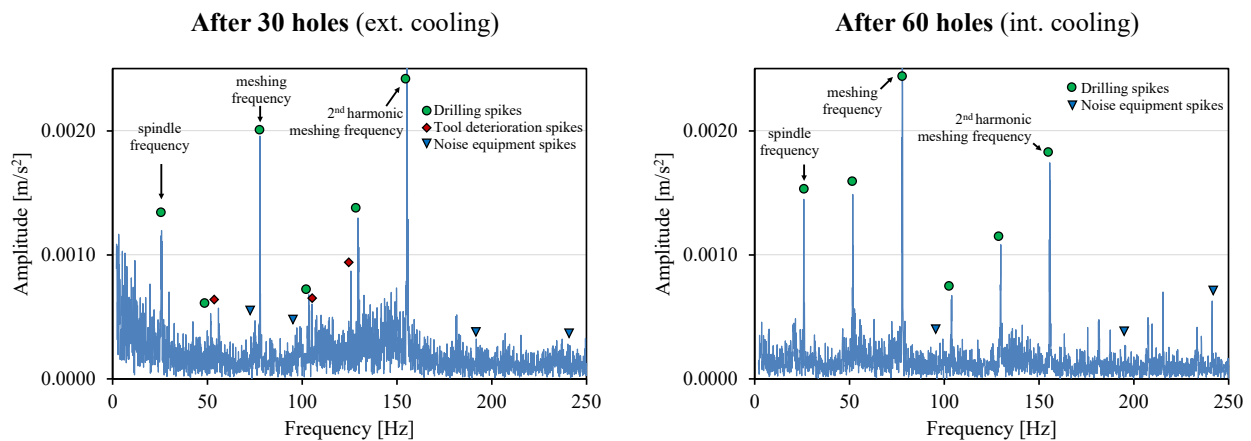 After 30 holes (ext. cooling)
Amplitude [m/s²]
0.0020
0.0010
0.0000
spindle
frequency
meshing
frequency
2nd harmonic
meshing frequency
Drilling spikes
Tool deterioration spikes
Noise equipment spikes
0
50
100
150
200
250
Frequency [Hz]
After 60 holes (int. cooling)
Amplitude [m/s²]
0.0020
0.0010
0.0000
spindle
frequency
meshing
frequency
2nd harmonic
meshing frequency
Drilling spikes
Noise equipment spikes
0
50
100
150
200
250
Frequency [Hz]